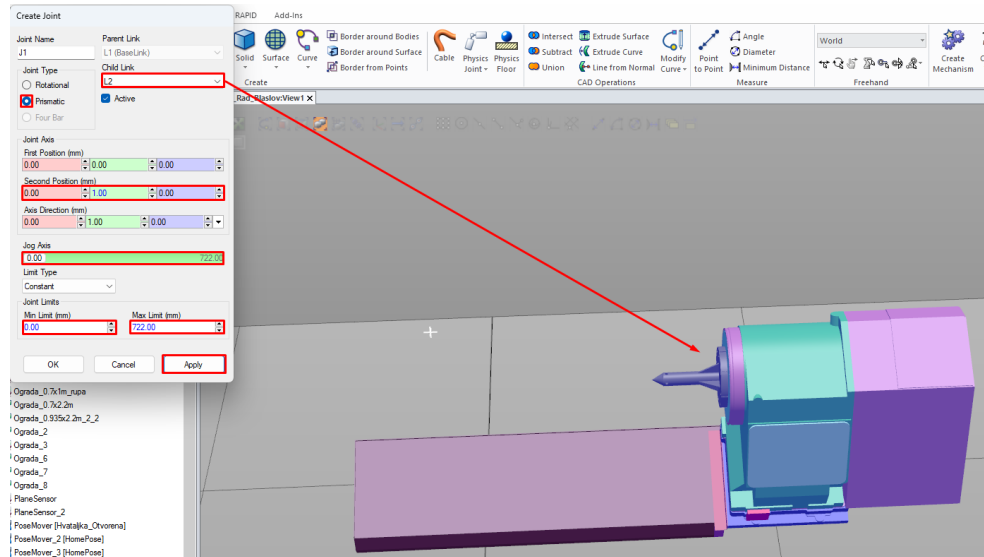 Create Joint
Joint Name
Parent Link
J1
L1 (BaseLink)
Joint Type
Child Link
Rotational
L2
Prismatic
Active
Four Bar
Joint Axis
First Position (mm)
0.00 0.00 0.00
Second Position (mm)
0.00 1.00 0.00
Axis Direction (mm)
0.00 1.00 0.00
Jog Axis
0.00 722.00
Limit Type
Constant
Joint Limits
Min Limit (mm) Max Limit (mm)
0.00 722.00
OK Cancel Apply
RAPID Add-Ins
Solid Surface Curve
Border around Bodies
Border around Surface
Border from Points
Create
Cable
Physics Joint
Physics Floor
Intersect Extrude Surface
Subtract Extrude Curve
Union Line from Normal
Modify Curve
CAD Operations
Point to Point
Angle
Diameter
Minimum Distance
Measure
World
Freehand
Create Mechanism
_Rad_Blaslov:View1 X
Ograda_0.7x1m_rupa
Ograda_0.7x2.2m
Ograda_0.935x2.2m_2_2
Ograda_2
Ograda_3
Ograda_6
Ograda_7
Ograda_8
PlaneSensor
PlaneSensor_2
PoseMover [Hvataljka_Otvorena]
PoseMover_2 [HomePose]
PoseMover_3 [HomePose]